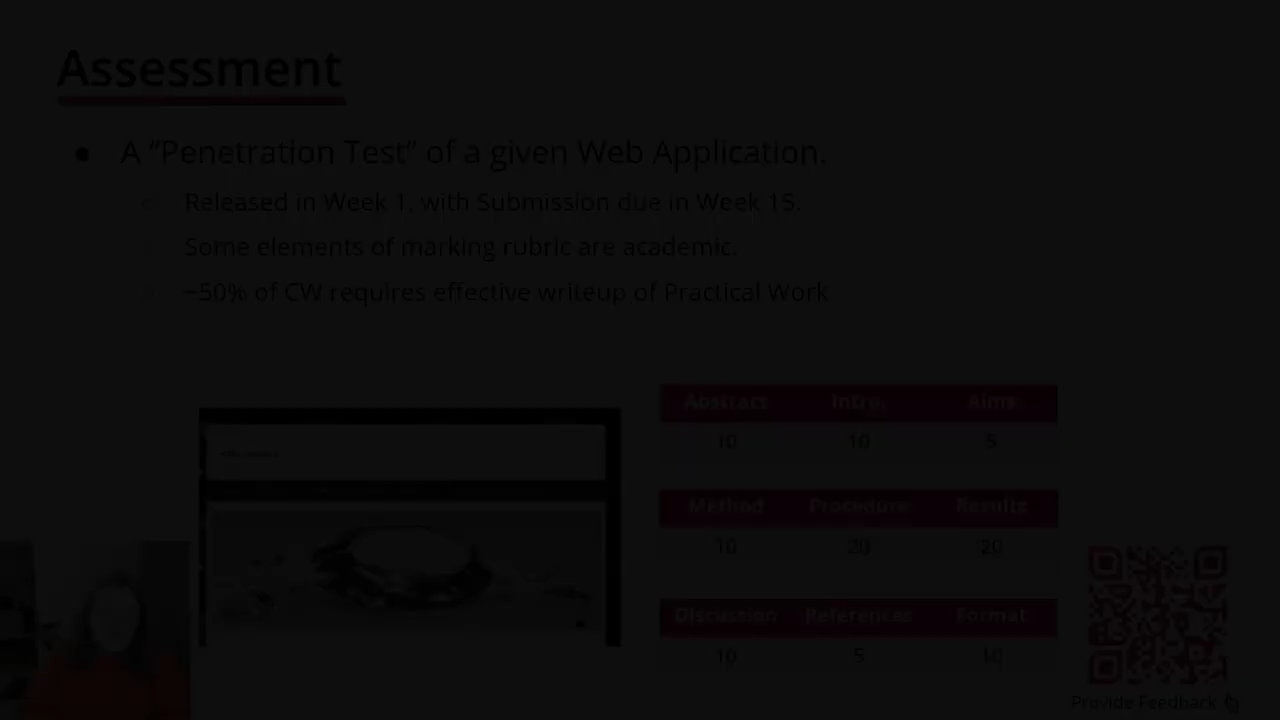 Assessment
A “Penetration Test” of a given Web Application.
Released in Week 1, with Submission due in Week 15.
Some elements of marking rubric are academic.
~50% of CW requires effective writeup of Practical Work
Abstract Intro. Aims
10 10 5
Method Procedure Results
10 20 20
Discussion References Format
10 5 10
Provide Feedback